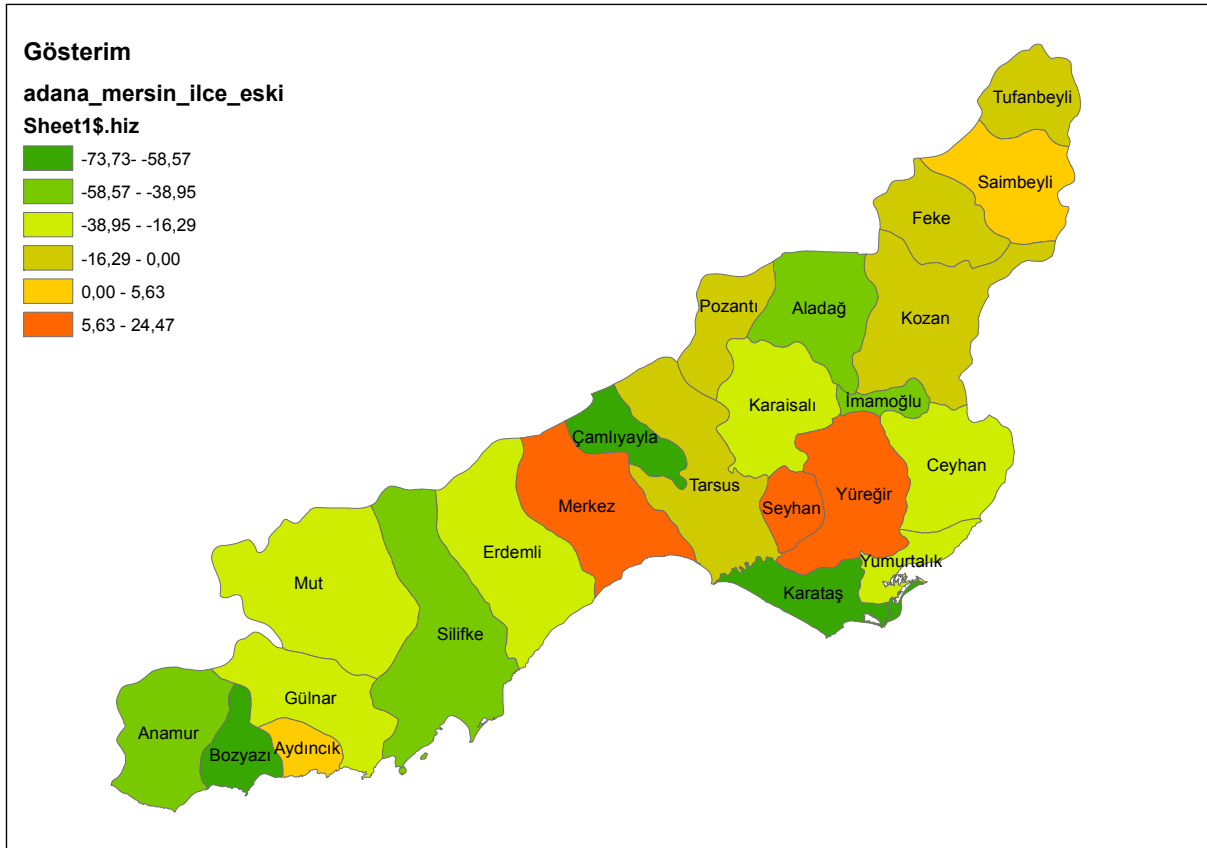 Gösterim
adana_mersin_ilce_eski
Sheet1$.hiz
-73,73- -58,57
-58,57 - -38,95
-38,95 - -16,29
-16,29 - 0,00
0,00 - 5,63
5,63 - 24,47
Tufanbeyli
Saimbeyli
Feke
Pozantı
Aladağ
Kozan
Karaisalı
İmamoğlu
Çamlıyayla
Ceyhan
Tarsus
Merkez
Seyhan
Yüreğir
Erdemli
Yumurtalık
Mut
Karataş
Silifke
Gülnar
Anamur
Bozyazı
Aydıncık